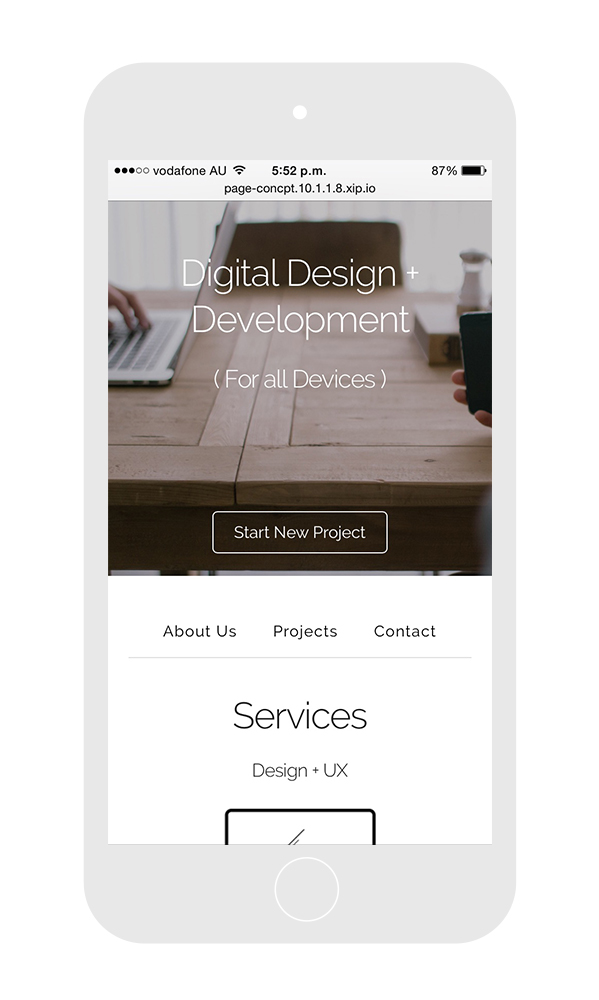 vodafone AU 5:52 p.m. 87%
page-concpt.10.1.1.8.xip.io
Digital Design +
Development
( For all Devices )
Start New Project
About Us Projects Contact
Services
Design + UX